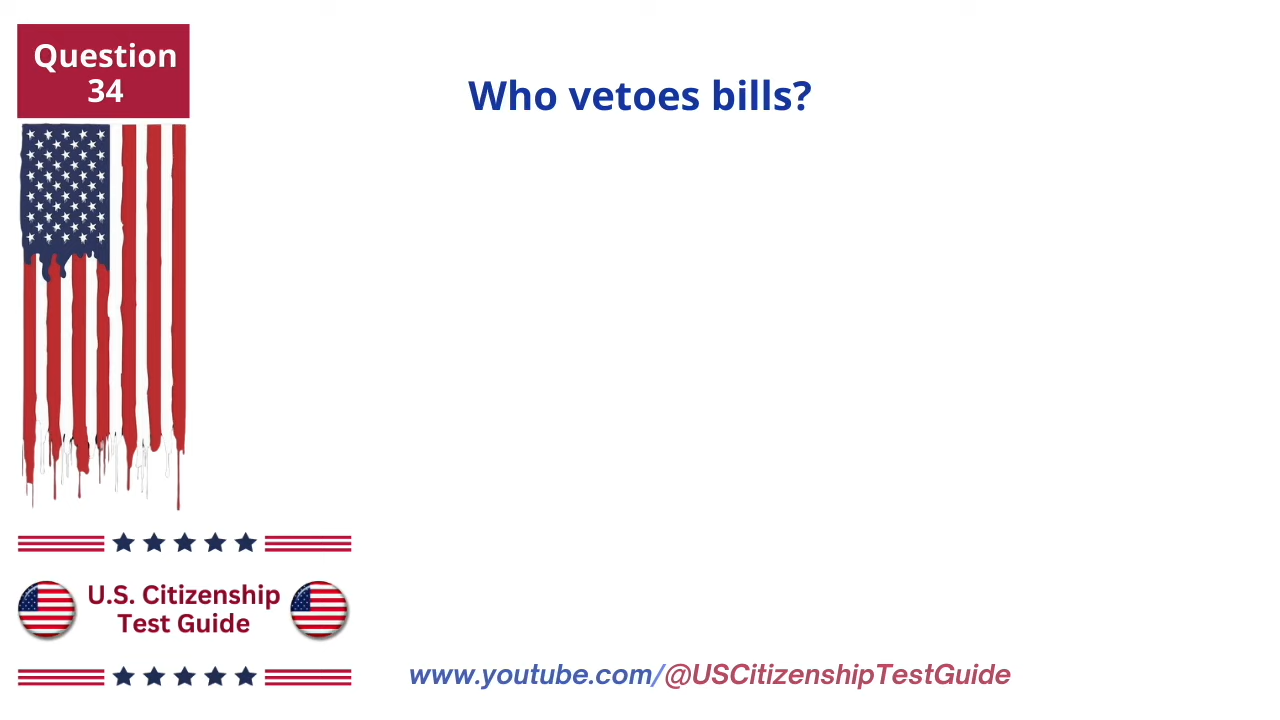 Question
34
Who vetoes bills?
U.S. Citizenship
Test Guide
www.youtube.com/@USCitizenshipTestGuide